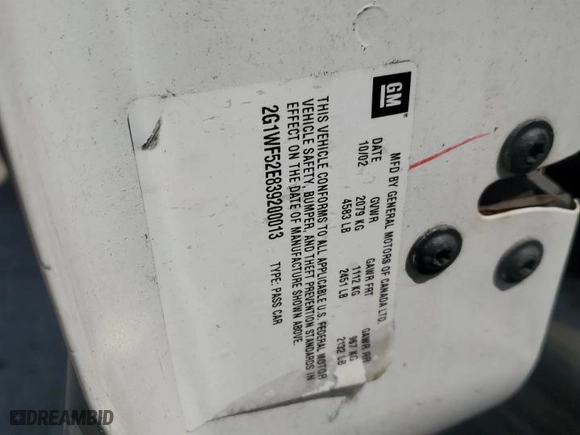 GM
MFD BY GENERAL MOTORS OF CANADA LTD.
DATE GVWR GAWR FRT GAWR RR
10/02 2079 KG 1112 KG 967 KG
4583 LB 2451 LB 2132 LB
THIS VEHICLE CONFORMS TO ALL APPLICABLE U.S. FEDERAL MOTOR
VEHICLE SAFETY, BUMPER, AND THEFT PREVENTION STANDARDS IN
EFFECT ON THE DATE OF MANUFACTURE SHOWN ABOVE.
2G1WF52E839200013 TYPE: PASS CAR
DREAMBID